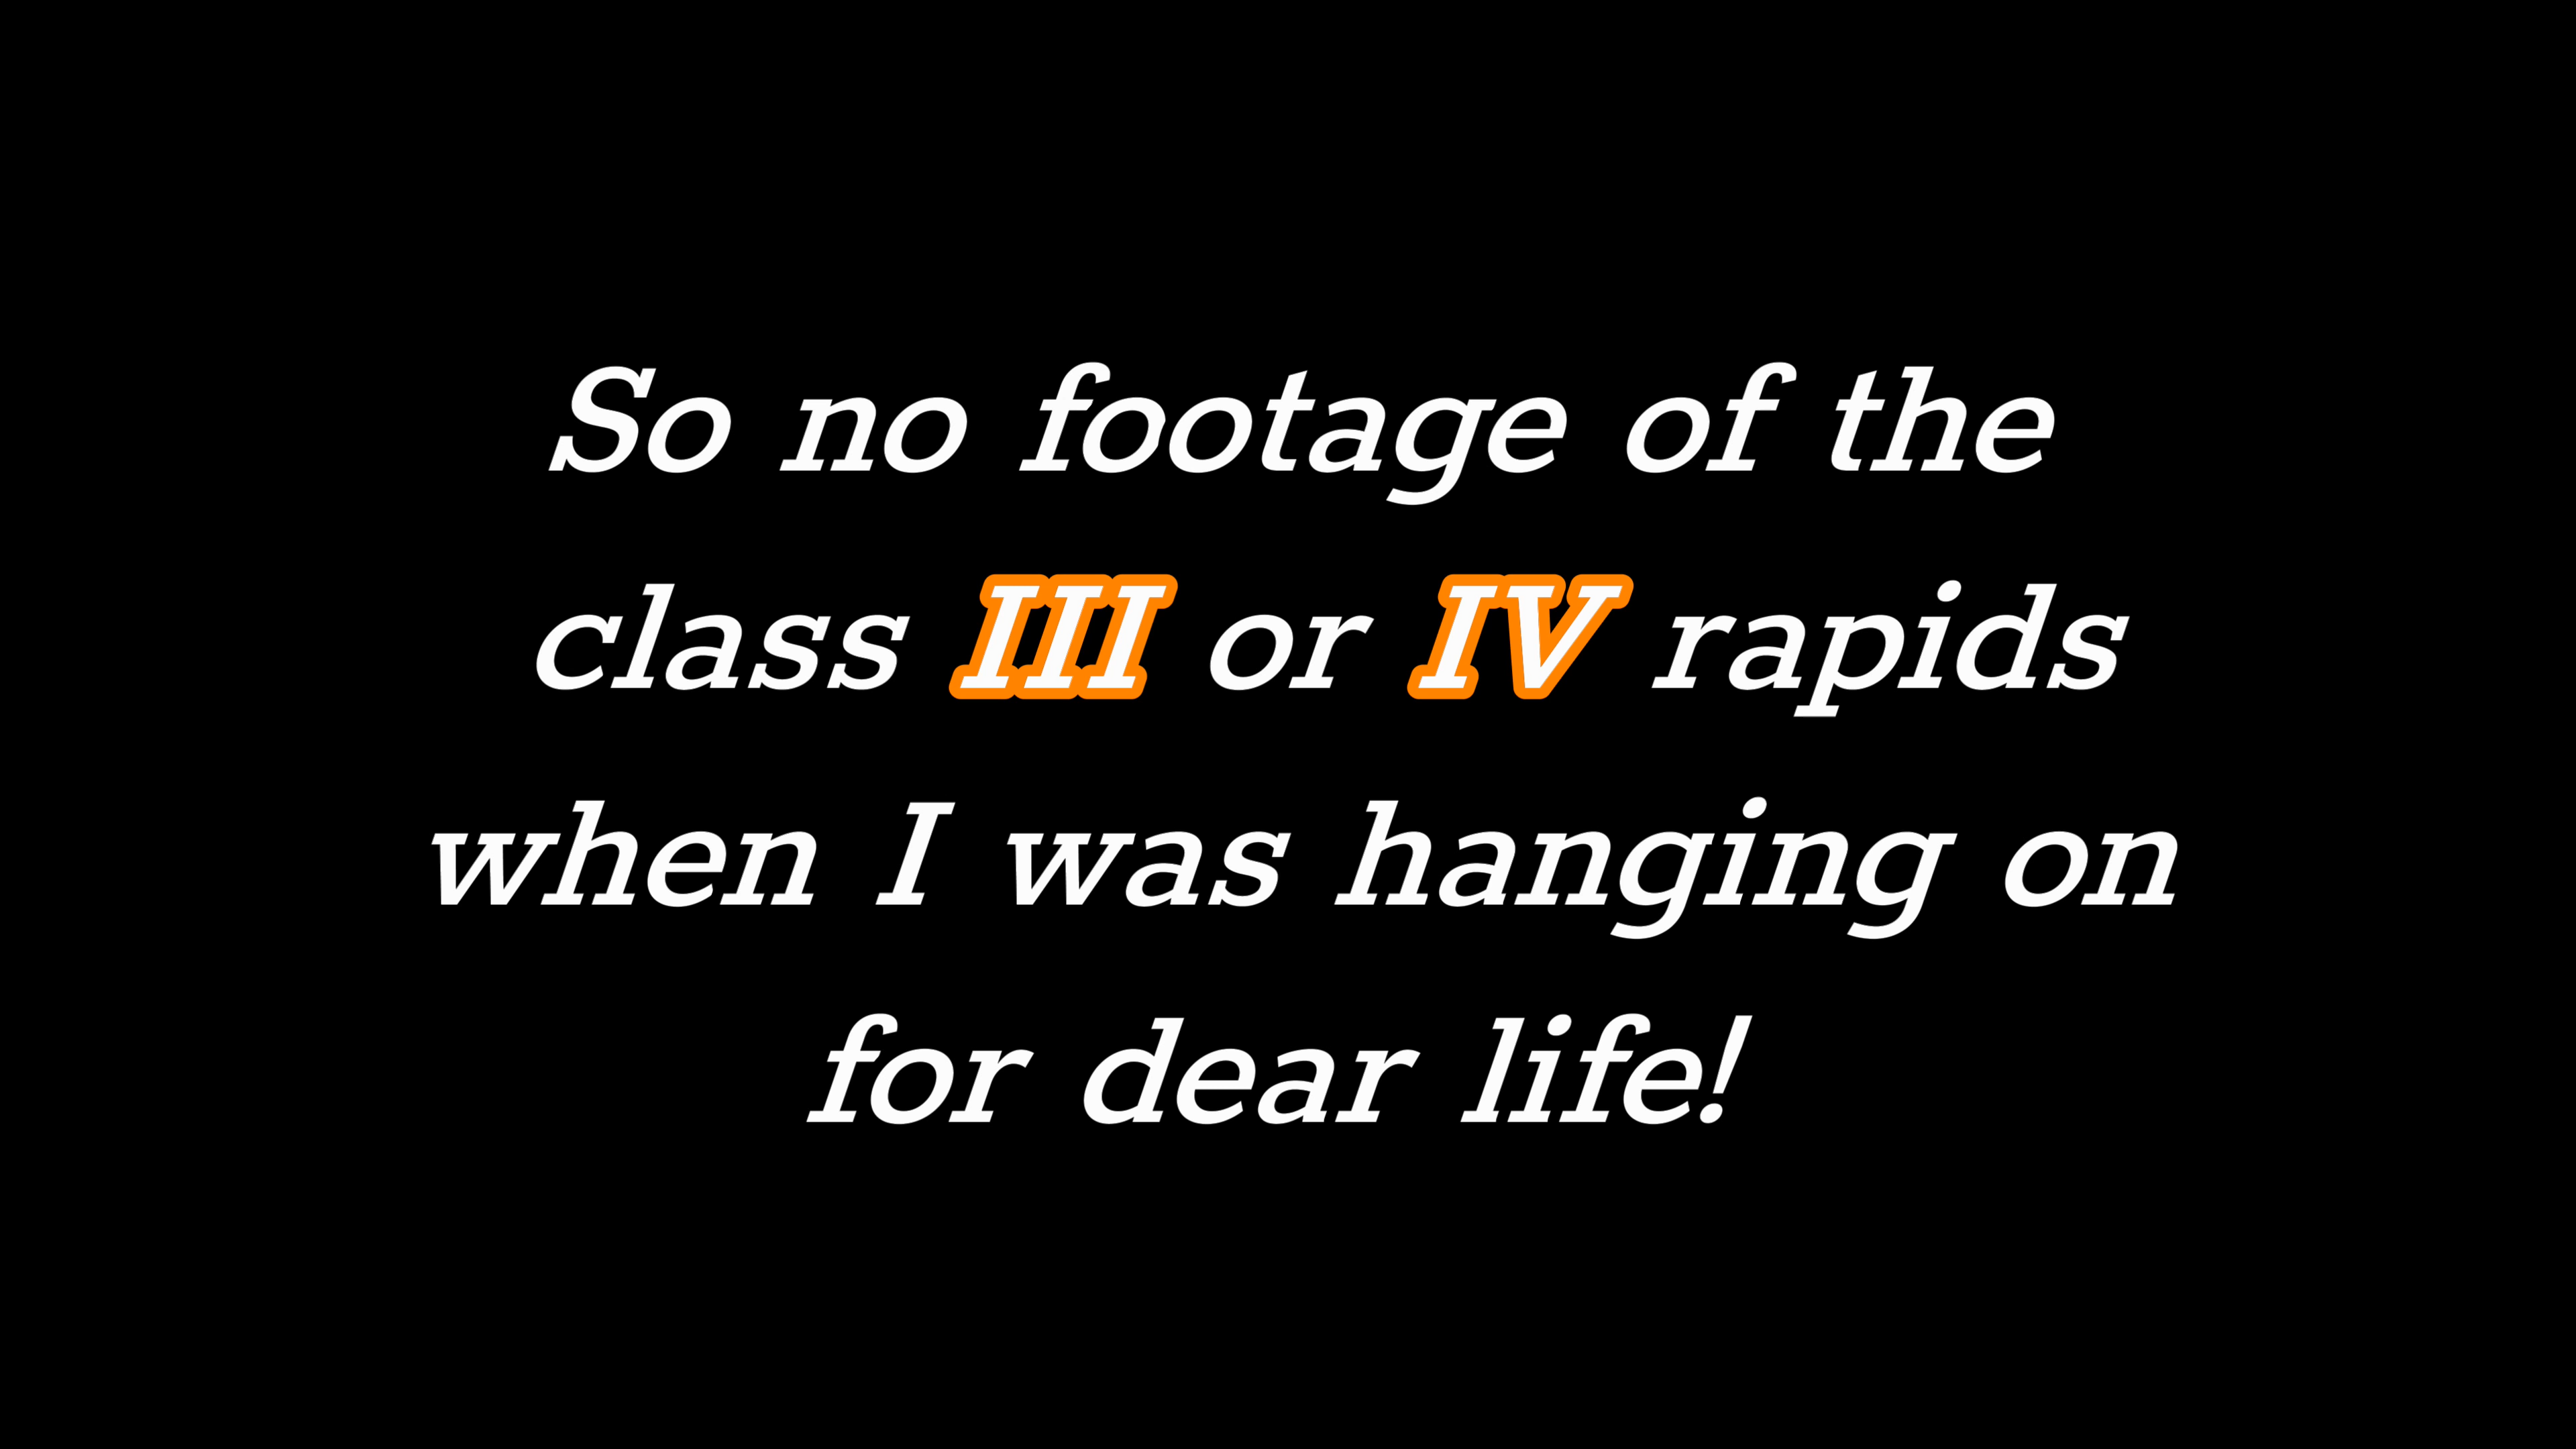 So no footage of the
class III or IV rapids
when I was hanging on
for dear life!